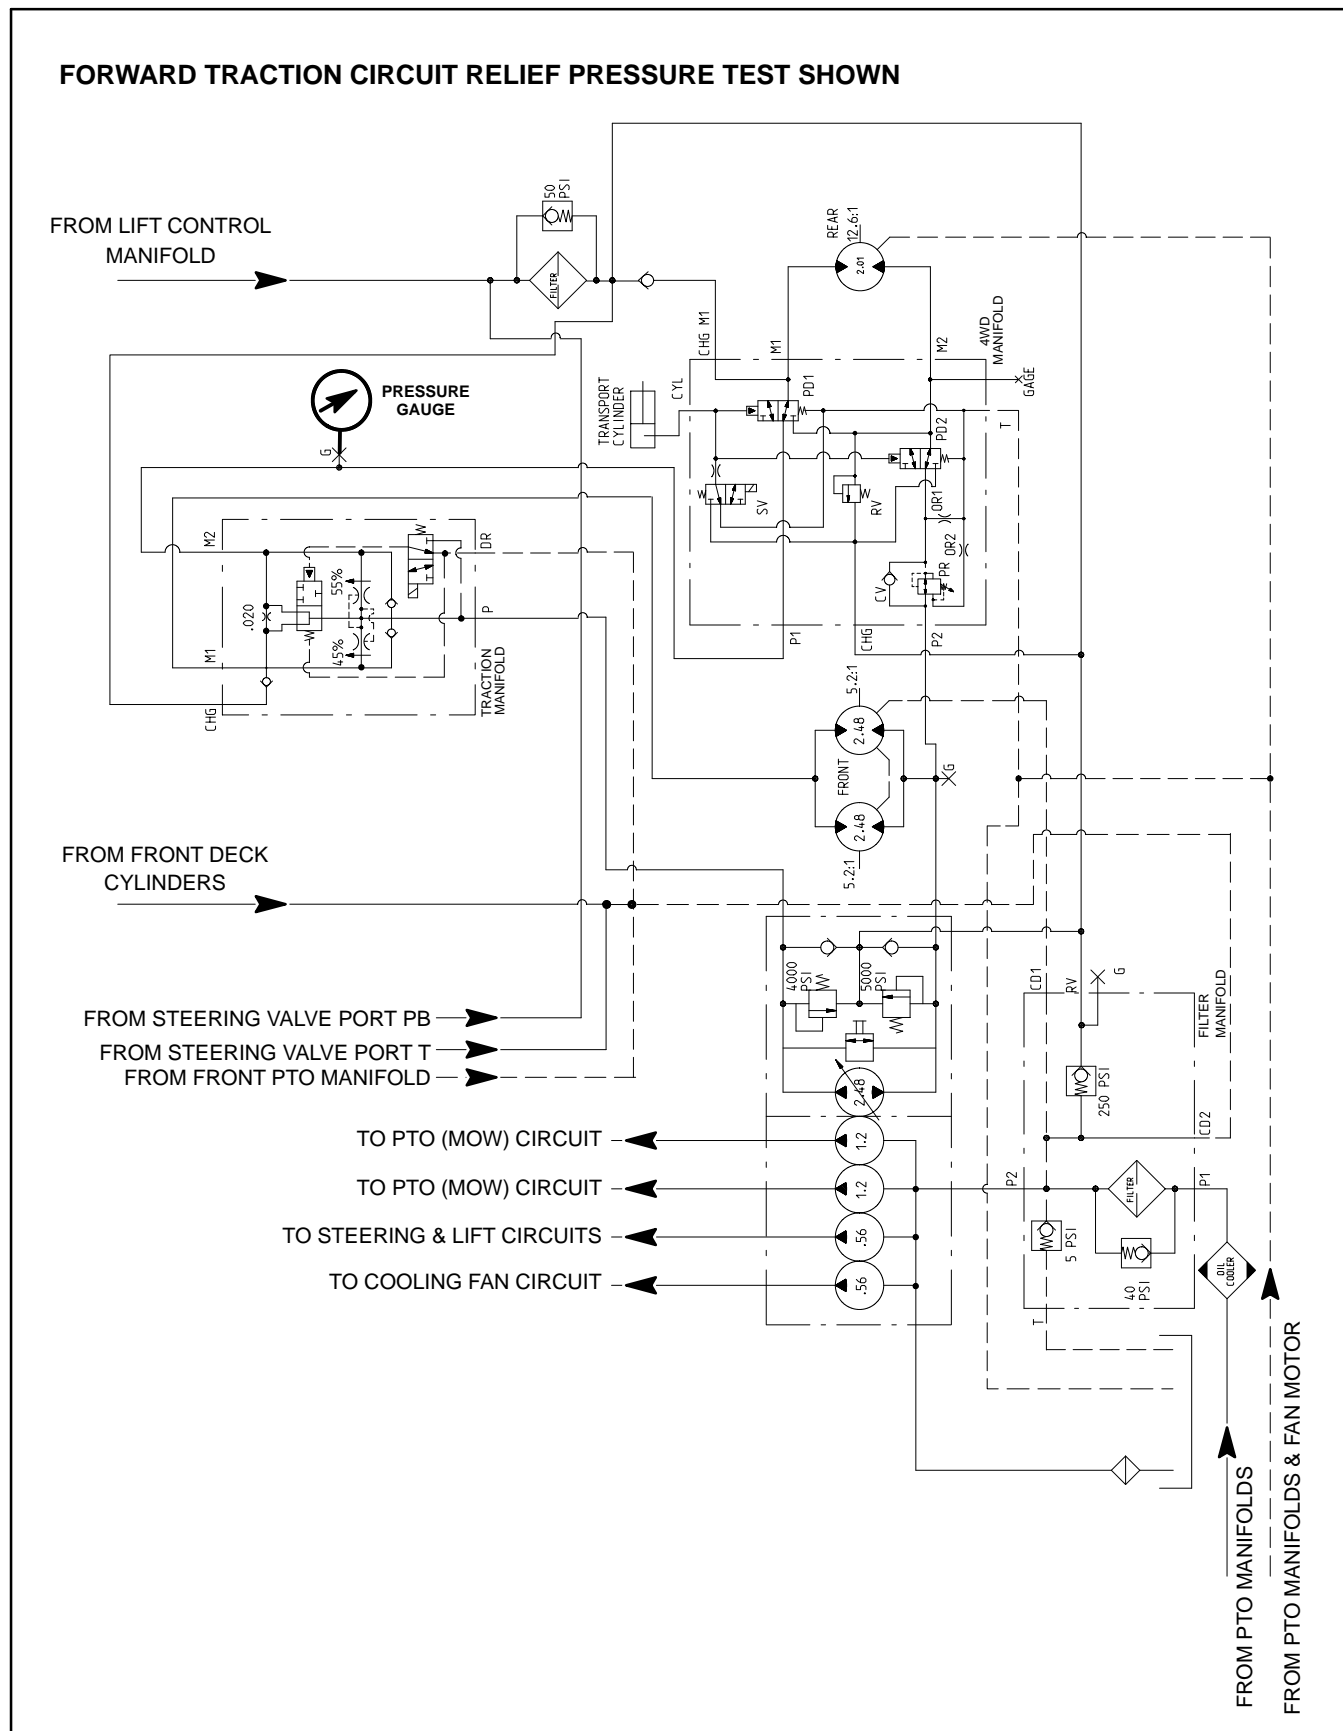 FORWARD TRACTION CIRCUIT RELIEF PRESSURE TEST SHOWN
50
PSI
FROM LIFT CONTROL
MANIFOLD
FILTER
REAR
12.6:1
2.01
CHG M1
M1
M2
4WD
MANIFOLD
PRESSURE
GAUGE
G
TRANSPORT
CYLINDER
CYL
PD1
GAGE
T
PD2
SV
RV
OR1
OR2
PR
CV
P1
CHG
P2
M2
DR
55%
.020
P
45%
M1
CHG
TRACTION
MANIFOLD
5.2:1
2.48
FRONT
G
2.48
5.2:1
FROM FRONT DECK
CYLINDERS
4000
PSI
5000
PSI
CD1
RV
G
FILTER
MANIFOLD
FROM STEERING VALVE PORT PB
FROM STEERING VALVE PORT T
FROM FRONT PTO MANIFOLD
2.48
250 PSI
CD2
TO PTO (MOW) CIRCUIT
1.2
TO PTO (MOW) CIRCUIT
1.2
P2
FILTER
P1
TO STEERING & LIFT CIRCUITS
.56
5 PSI
TO COOLING FAN CIRCUIT
.56
40
PSI
OIL
COOLER
T
FROM PTO MANIFOLDS
FROM PTO MANIFOLDS & FAN MOTOR